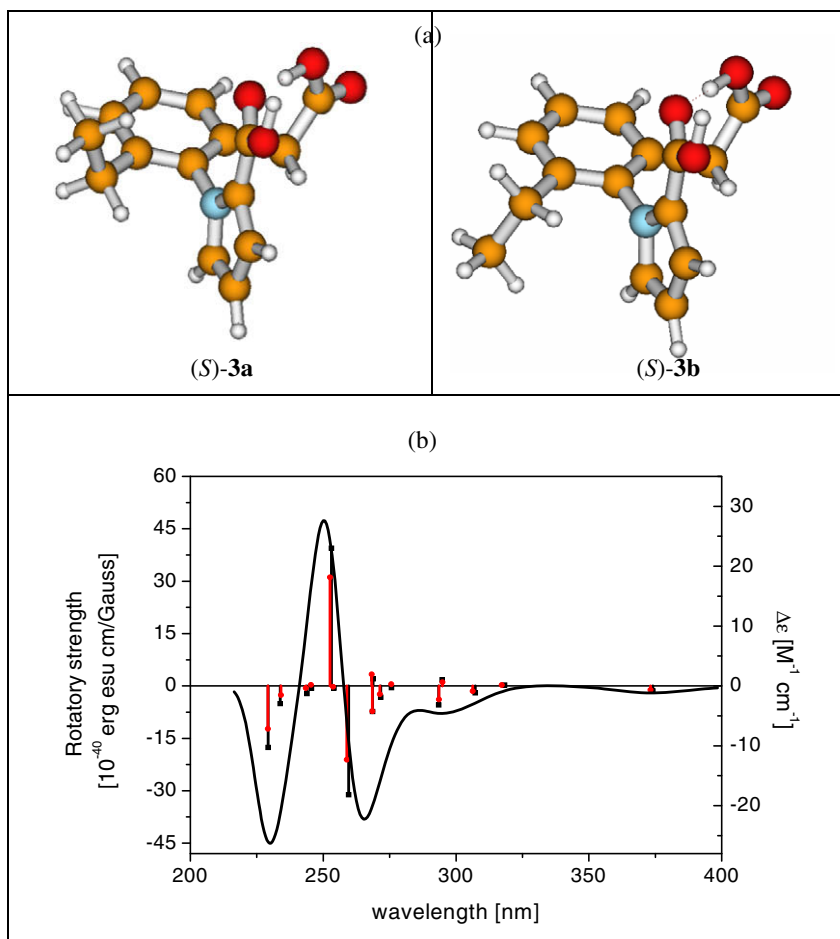 (a)
(S)-3a
(S)-3b
(b)
60
45
30
15
0
-15
-30
-45
30
20
10
0
-10
-20
200
250
300
350
400
Rotatory strength
[10⁻⁴⁰ erg esu cm/Gauss]
Δε [M⁻¹ cm⁻¹]
wavelength [nm]